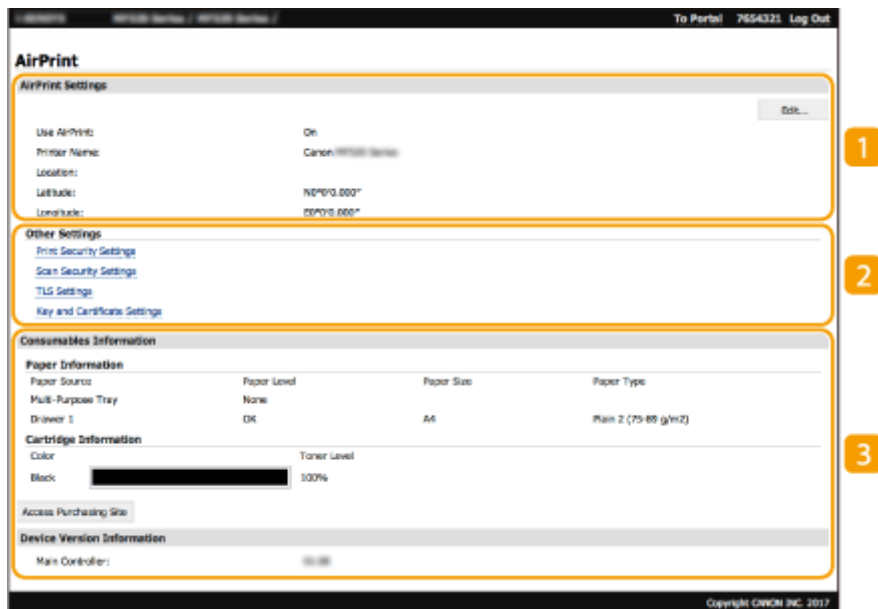 To Portal 7654321 Log Out
AirPrint
AirPrint Settings
Edit...
Use AirPrint: On
Printer Name: Canon
Location:
Latitude: N0°0'0.000"
Longitude: E0°0'0.000"
1
Other Settings
Print Security Settings
Scan Security Settings
TLS Settings
Key and Certificate Settings
2
Consumables Information
Paper Information
Paper Source Paper Level Paper Size Paper Type
Multi-Purpose Tray None
Drawer 1 OK A4 Plain 2 (75-89 g/m2)
Cartridge Information
Color Toner Level
Black 100%
3
Access Purchasing Site
Device Version Information
Main Controller:
Copyright CANON INC. 2017